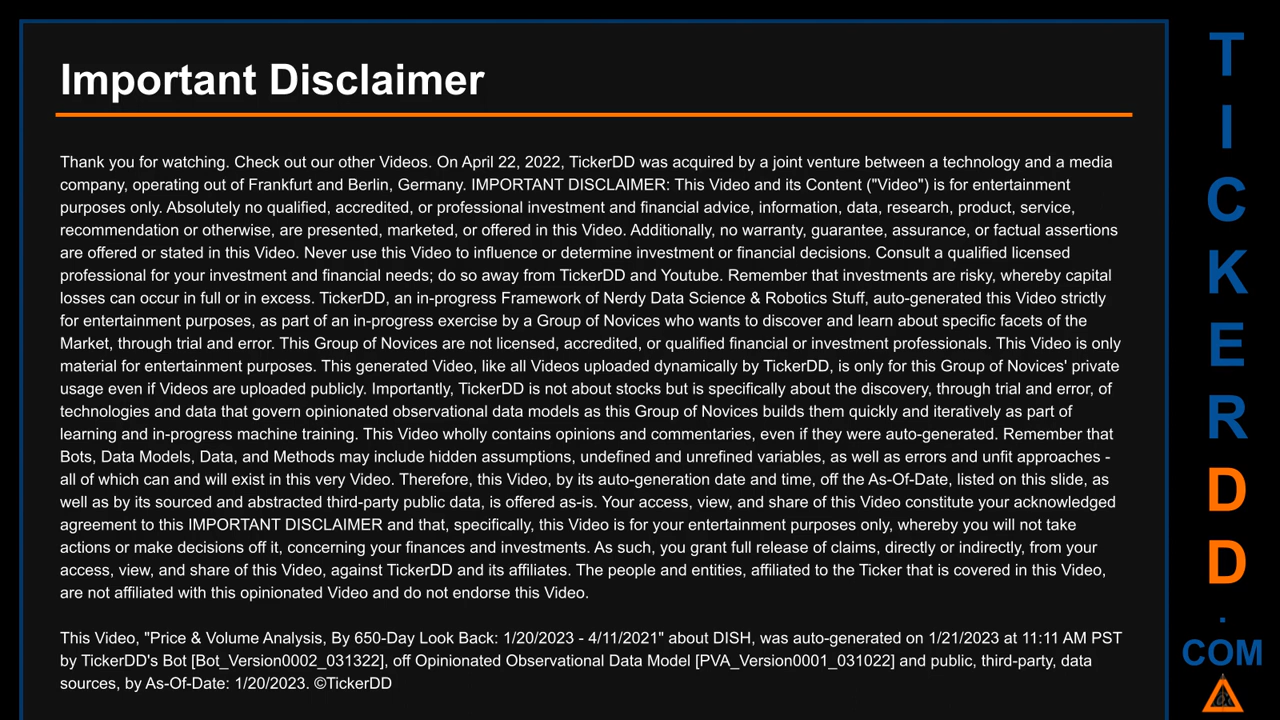 Important Disclaimer
Thank you for watching. Check out our other Videos. On April 22, 2022, TickerDD was acquired by a joint venture between a technology and a media
company, operating out of Frankfurt and Berlin, Germany. IMPORTANT DISCLAIMER: This Video and its Content ("Video") is for entertainment
purposes only. Absolutely no qualified, accredited, or professional investment and financial advice, information, data, research, product, service,
recommendation or otherwise, are presented, marketed, or offered in this Video. Additionally, no warranty, guarantee, assurance, or factual assertions
are offered or stated in this Video. Never use this Video to influence or determine investment or financial decisions. Consult a qualified licensed
professional for your investment and financial needs; do so away from TickerDD and Youtube. Remember that investments are risky, whereby capital
losses can occur in full or in excess. TickerDD, an in-progress Framework of Nerdy Data Science & Robotics Stuff, auto-generated this Video strictly
for entertainment purposes, as part of an in-progress exercise by a Group of Novices who wants to discover and learn about specific facets of the
Market, through trial and error. This Group of Novices are not licensed, accredited, or qualified financial or investment professionals. This Video is only
material for entertainment purposes. This generated Video, like all Videos uploaded dynamically by TickerDD, is only for this Group of Novices' private
usage even if Videos are uploaded publicly. Importantly, TickerDD is not about stocks but is specifically about the discovery, through trial and error, of
technologies and data that govern opinionated observational data models as this Group of Novices builds them quickly and iteratively as part of
learning and in-progress machine training. This Video wholly contains opinions and commentaries, even if they were auto-generated. Remember that
Bots, Data Models, Data, and Methods may include hidden assumptions, undefined and unrefined variables, as well as errors and unfit approaches -
all of which can and will exist in this very Video. Therefore, this Video, by its auto-generation date and time, off the As-Of-Date, listed on this slide, as
well as by its sourced and abstracted third-party public data, is offered as-is. Your access, view, and share of this Video constitute your acknowledged
agreement to this IMPORTANT DISCLAIMER and that, specifically, this Video is for your entertainment purposes only, whereby you will not take
actions or make decisions off it, concerning your finances and investments. As such, you grant full release of claims, directly or indirectly, from your
access, view, and share of this Video, against TickerDD and its affiliates. The people and entities, affiliated to the Ticker that is covered in this Video,
are not affiliated with this opinionated Video and do not endorse this Video.
This Video, "Price & Volume Analysis, By 650-Day Look Back: 1/20/2023 - 4/11/2021" about DISH, was auto-generated on 1/21/2023 at 11:11 AM PST
by TickerDD's Bot [Bot_Version0002_031322], off Opinionated Observational Data Model [PVA_Version0001_031022] and public, third-party, data
sources, by As-Of-Date: 1/20/2023. ©TickerDD
T
I
C
K
E
R
D
D
.
COM